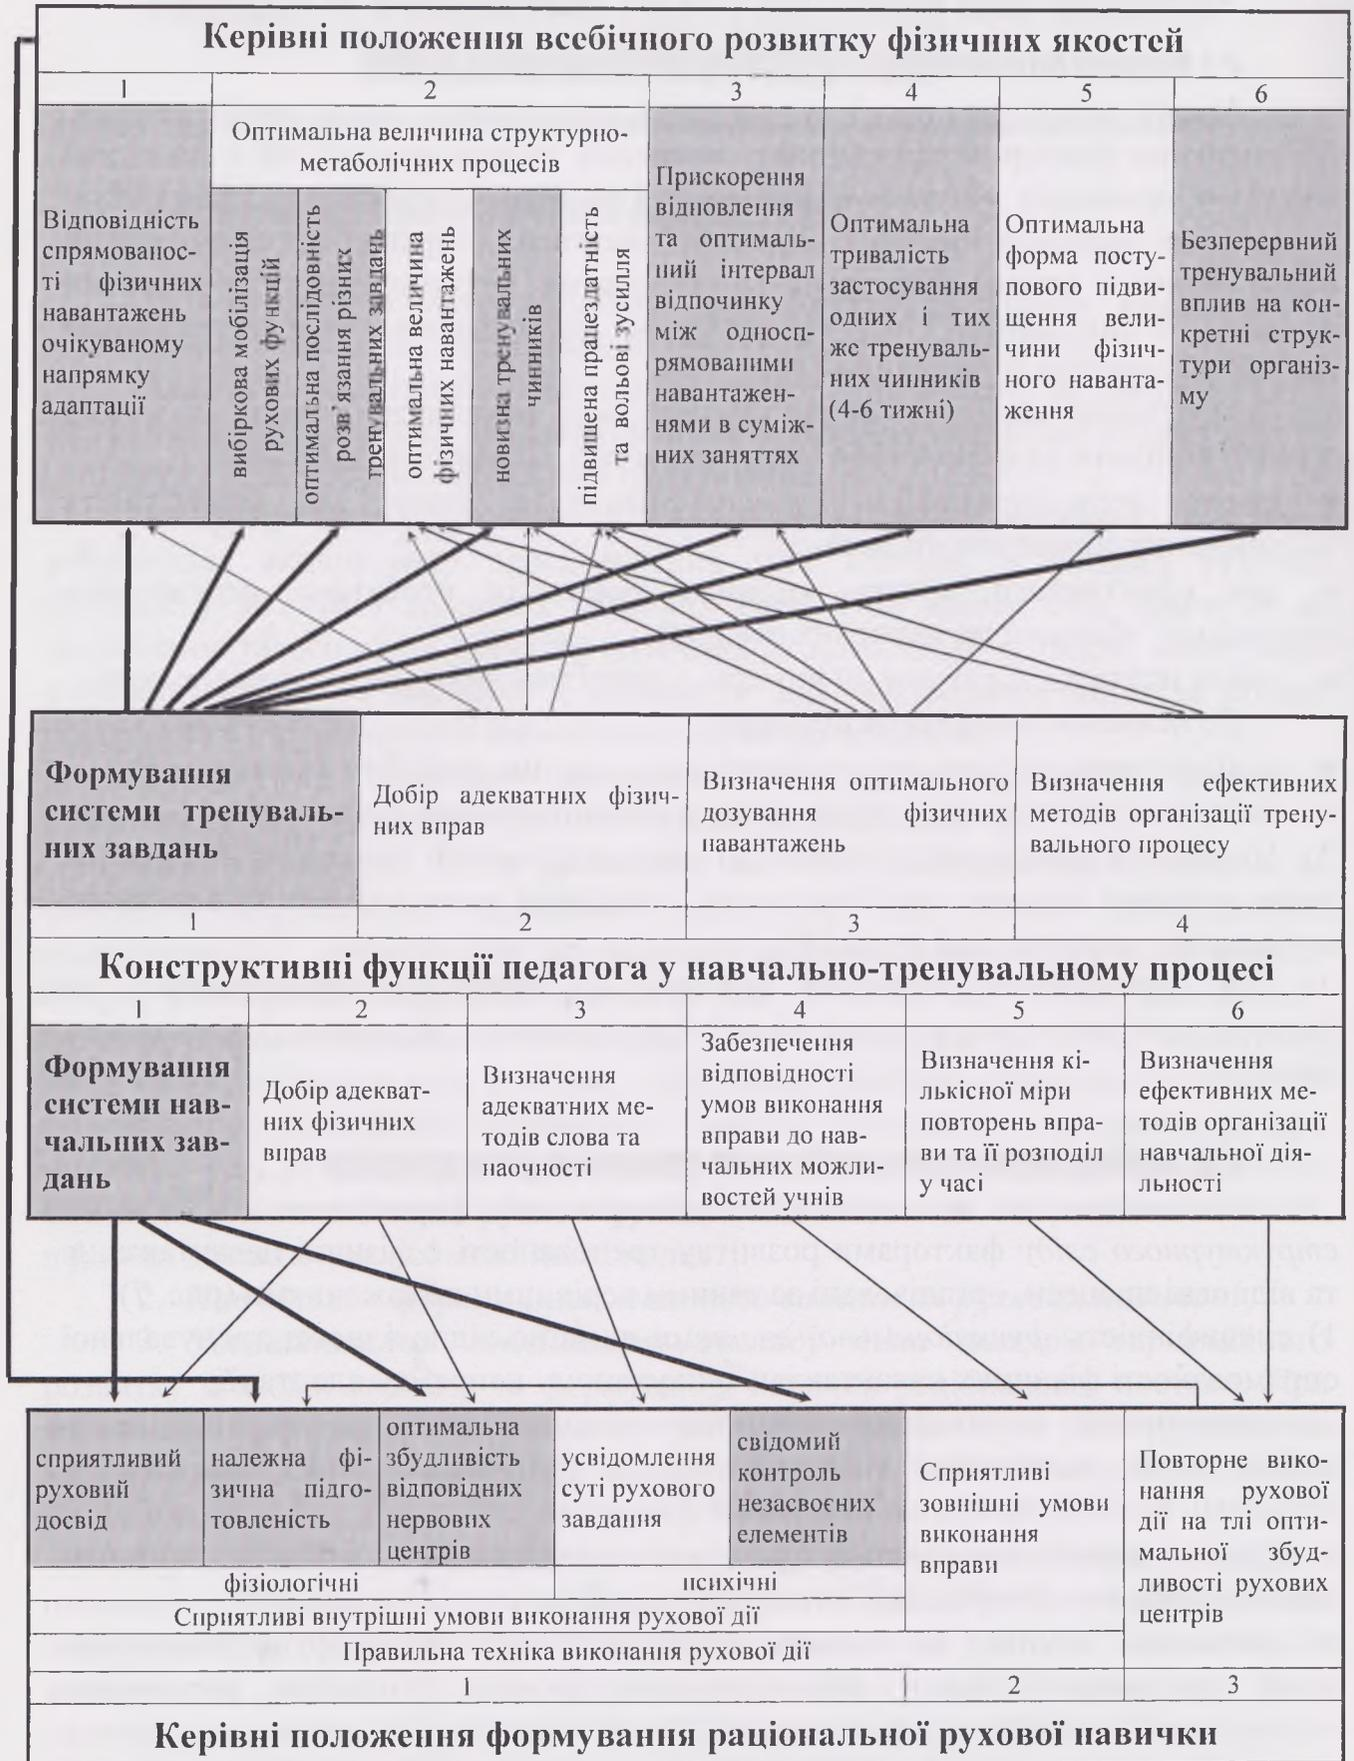 Керівні положення всебічного розвитку фізичних якостей
1 2 3 4 5 6
Відповідність
спрямованос-
ті фізичних
навантажень
очікуваному
напрямку
адаптації
Оптимальна величина структурно-
метаболічних процесів
вибіркова мобілізація
рухових функцій
оптимальна послідовність
розв'язання різних
тренувальних завдань
оптимальна величина
фізичних навантажень
новизна тренувальних
чинників
підвищена працездатність
та вольові зусилля
Прискорення
відновлення
та оптималь-
ний інтервал
відпочинку
між односп-
рямованими
навантажен-
нями в суміж-
них заняттях
Оптимальна
тривалість
застосування
одних і тих
же тренуваль-
них чинників
(4-6 тижні)
Оптимальна
форма посту-
пового підви-
щення вели-
чини фізич-
ного наванта-
ження
Безперервний
тренувальний
вплив на кон-
кретні струк-
тури організ-
му
Формування
системи тренуваль-
них завдань
Добір адекватних фізич-
них вправ
Визначення оптимального
дозування фізичних
навантажень
Визначення ефективних
методів організації трену-
вального процесу
1 2 3 4
Конструктивні функції педагога у навчально-тренувальному процесі
1 2 3 4 5 6
Формування
системи нав-
чальних зав-
дань
Добір адекват-
них фізичних
вправ
Визначення
адекватних ме-
тодів слова та
наочності
Забезпечення
відповідності
умов виконання
вправи до нав-
чальних можли-
востей учнів
Визначення кі-
лькісної міри
повторень впра-
ви та її розподіл
у часі
Визначення
ефективних ме-
тодів організації
навчальної дія-
льності
сприятливий
руховий
досвід
належна фі-
зична підго-
товленість
оптимальна
збудливість
відповідних
нервових
центрів
усвідомлення
суті рухового
завдання
свідомий
контроль
незасвоєних
елементів
Сприятливі
зовнішні умови
виконання
вправи
Повторне вико-
нання рухової
дії на тлі опти-
мальної збуд-
ливості рухових
центрів
фізіологічні психічні
Сприятливі внутрішні умови виконання рухової дії
Правильна техніка виконання рухової дії
1 2 3
Керівні положення формування раціональної рухової навички